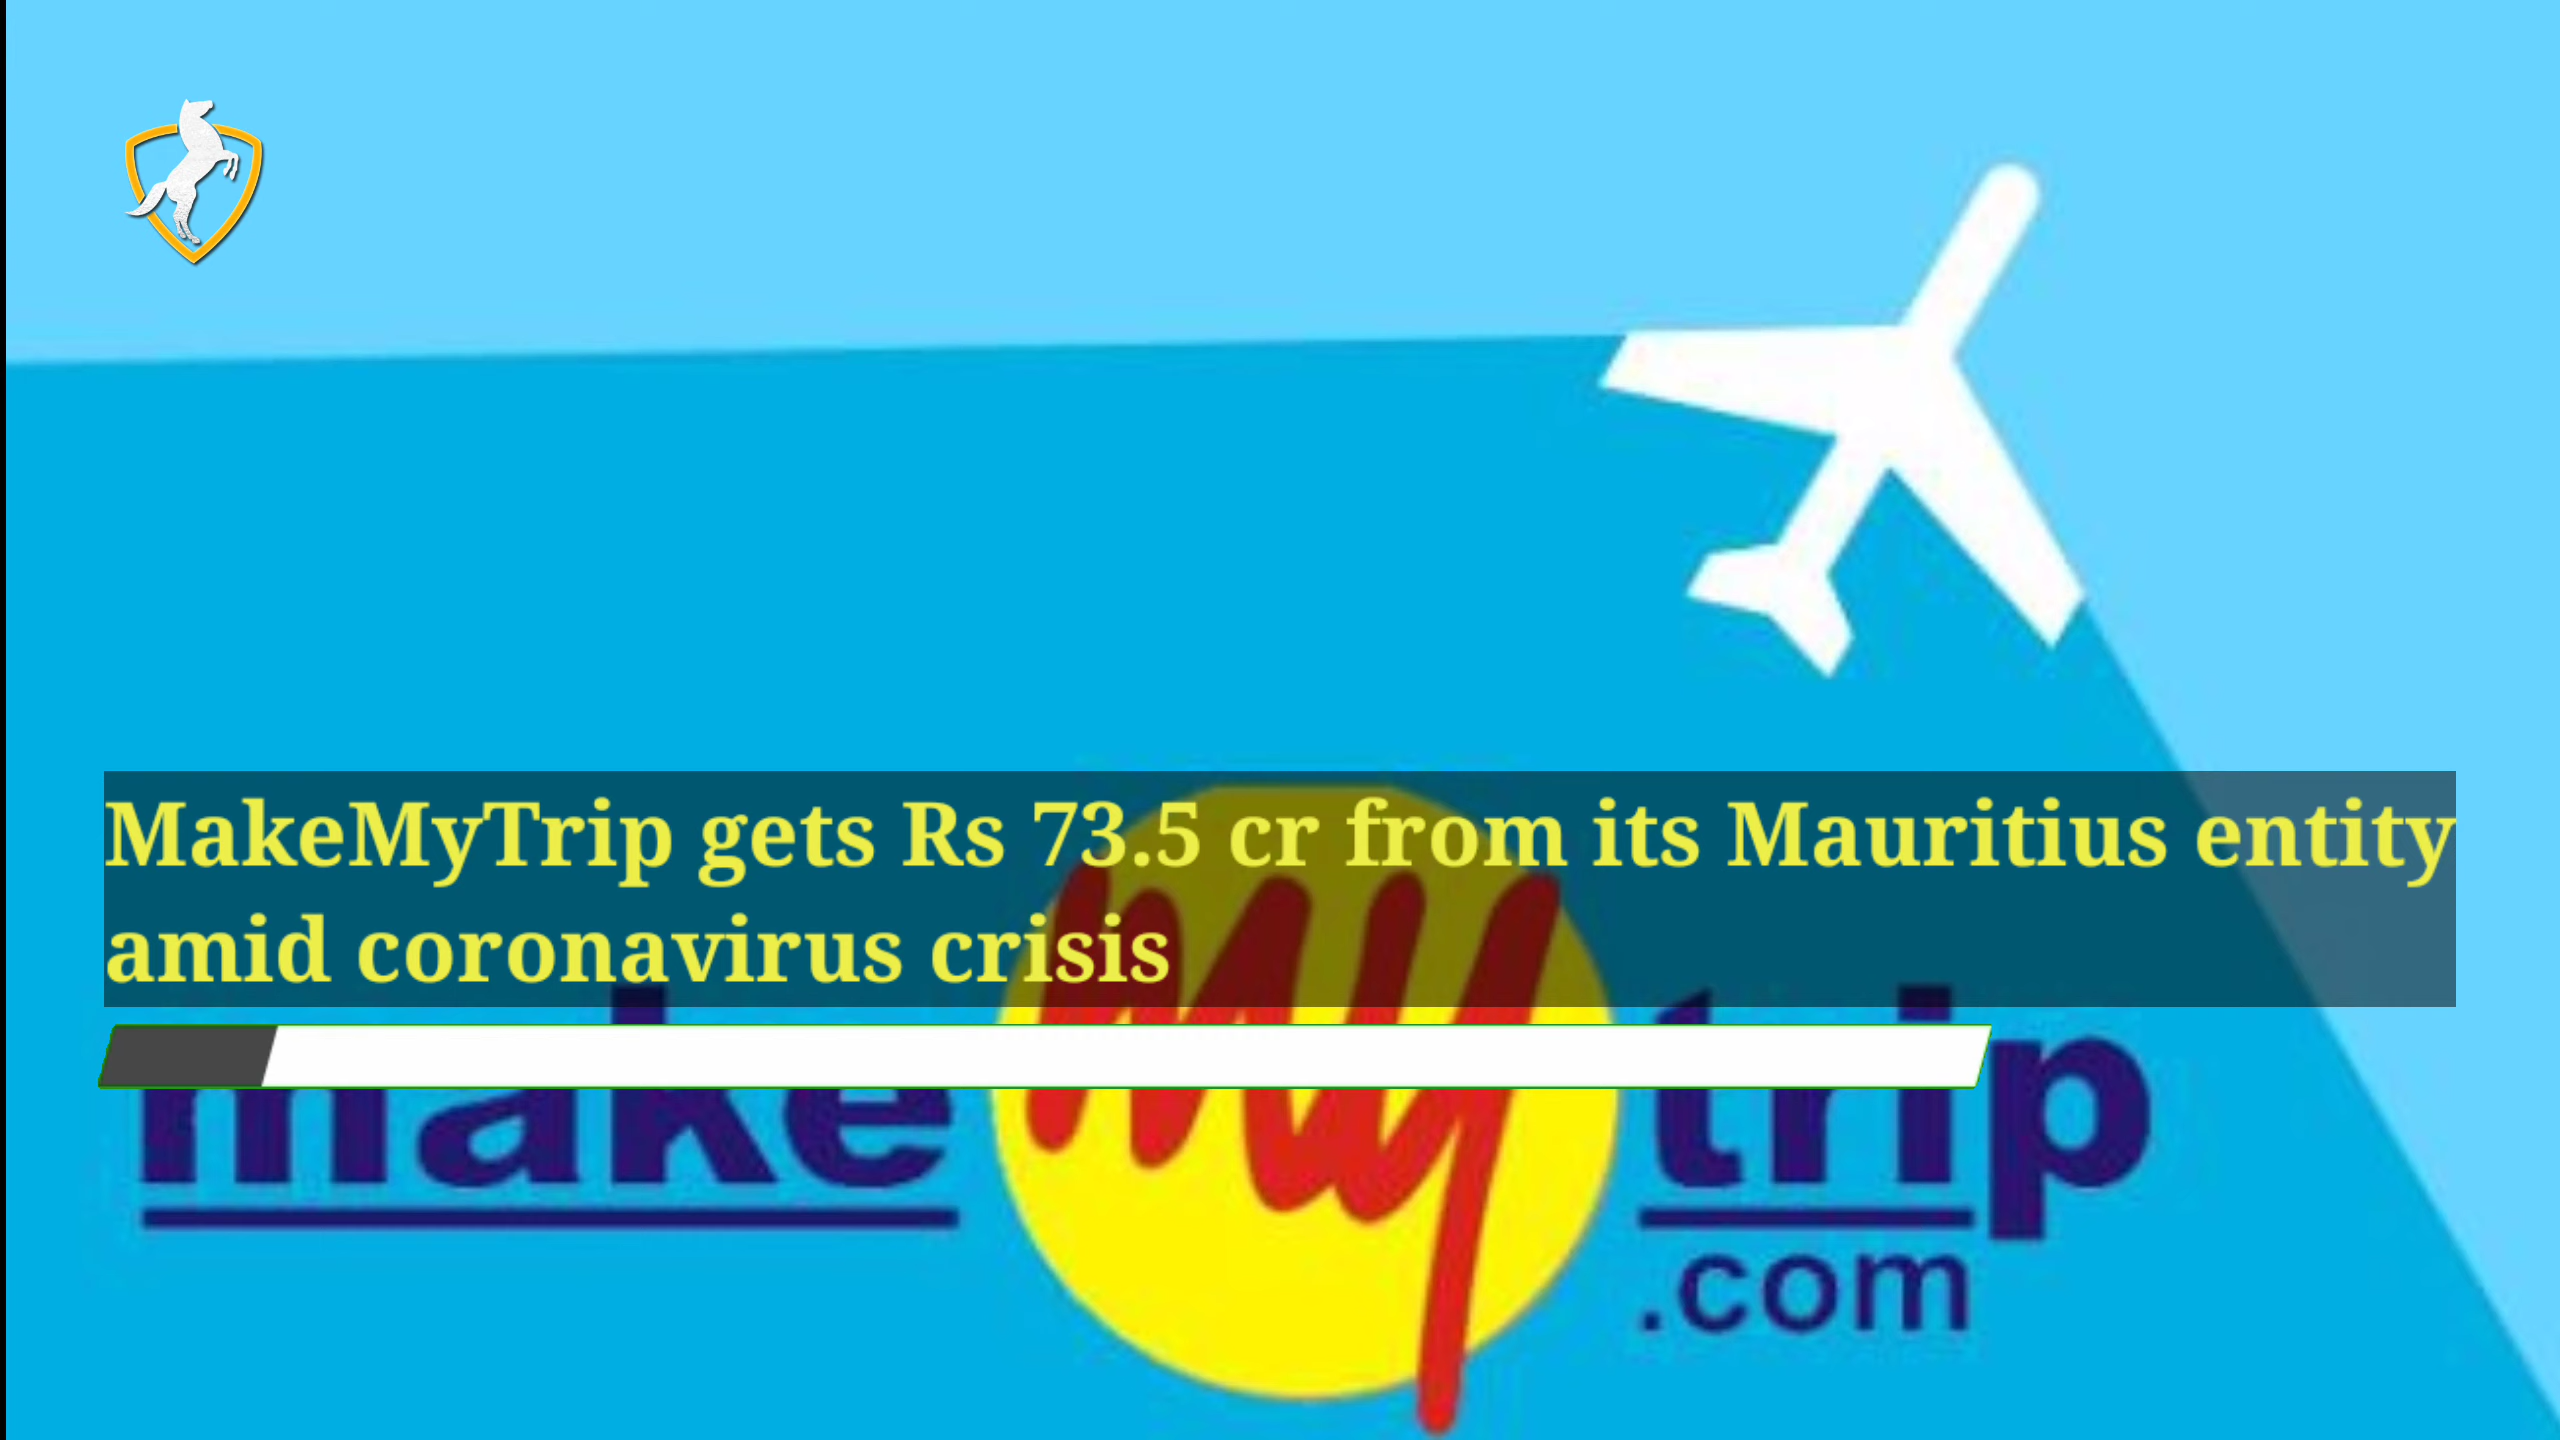 MakeMyTrip gets Rs 73.5 cr from its Mauritius entity
amid coronavirus crisis
make my trip
.com